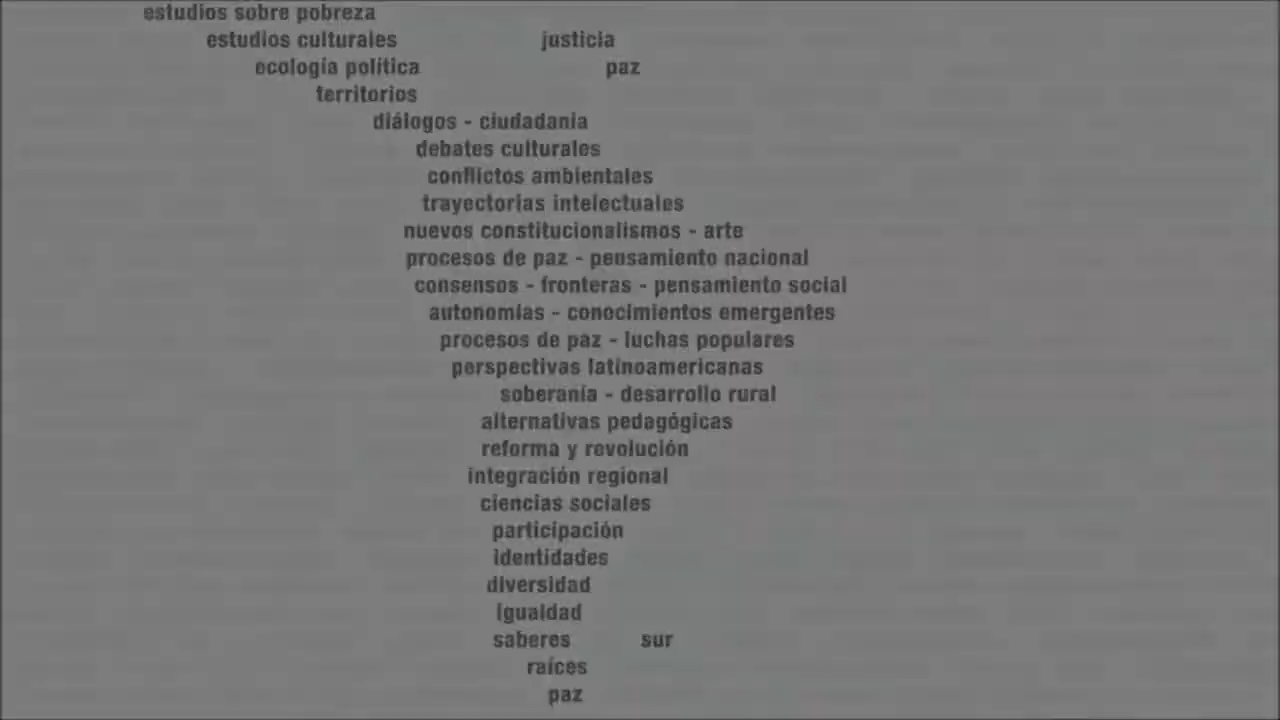 estudios sobre pobreza
estudios culturales justicia
ecología política paz
territorios
diálogos - ciudadanía
debates culturales
conflictos ambientales
trayectorias intelectuales
nuevos constitucionalismos - arte
procesos de paz - pensamiento nacional
consensos - fronteras - pensamiento social
autonomías - conocimientos emergentes
procesos de paz - luchas populares
perspectivas latinoamericanas
soberanía - desarrollo rural
alternativas pedagógicas
reforma y revolución
integración regional
ciencias sociales
participación
identidades
diversidad
igualdad
saberes sur
raíces
paz